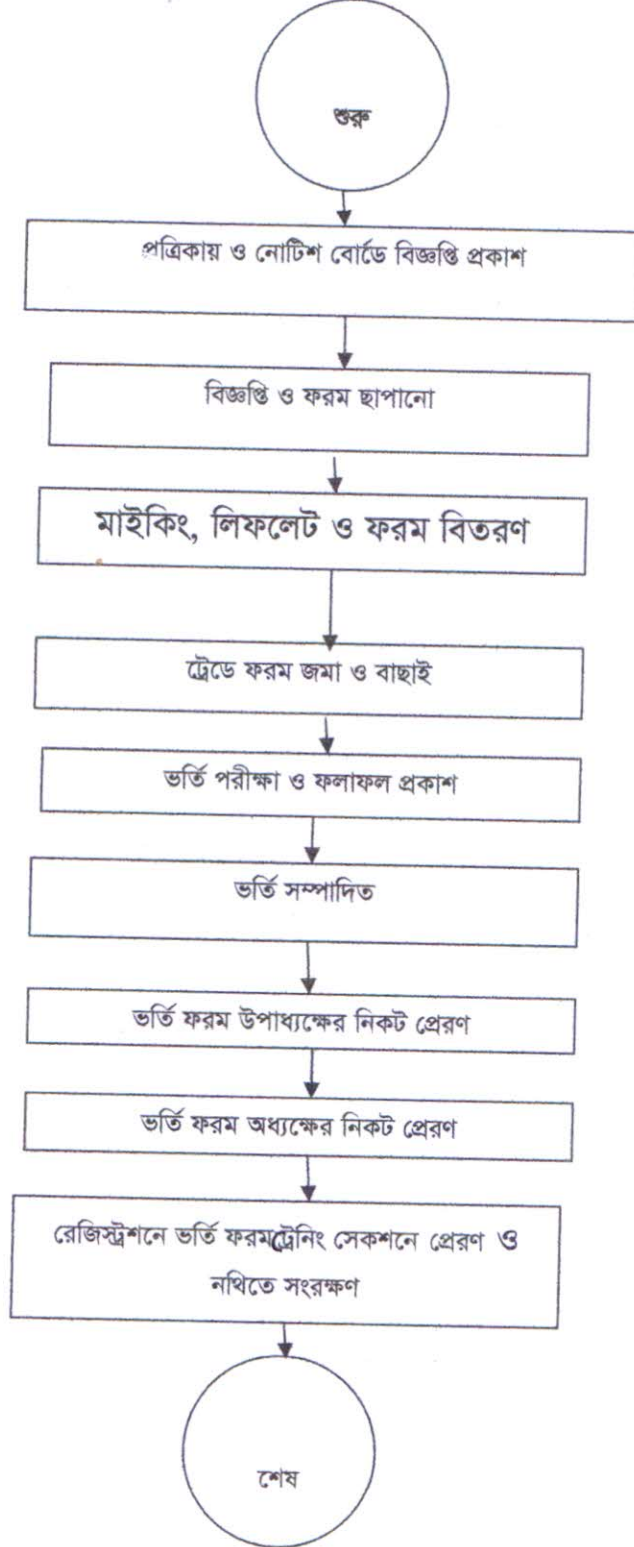 শুরু
পত্রিকায় ও নোটিশ বোর্ডে বিজ্ঞপ্তি প্রকাশ
বিজ্ঞপ্তি ও ফরম ছাপানো
মাইকিং, লিফলেট ও ফরম বিতরণ
ট্রেডে ফরম জমা ও বাছাই
ভর্তি পরীক্ষা ও ফলাফল প্রকাশ
ভর্তি সম্পাদিত
ভর্তি ফরম উপাধ্যক্ষের নিকট প্রেরণ
ভর্তি ফরম অধ্যক্ষের নিকট প্রেরণ
রেজিস্ট্রশনে ভর্তি ফরমট্রেনিং সেকশনে প্রেরণ ও
নথিতে সংরক্ষণ
শেষ